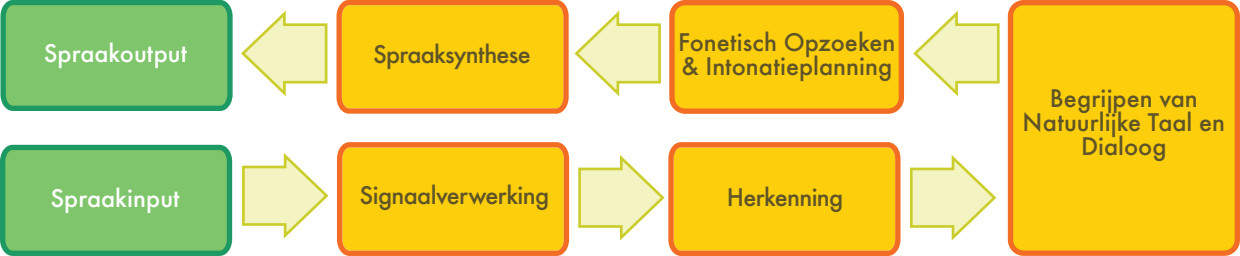 Spraakoutput
Spraaksynthese
Fonetisch Opzoeken
& Intonatieplanning
Begrijpen van
Natuurlijke Taal en
Dialoog
Spraakinput
Signaalverwerking
Herkenning